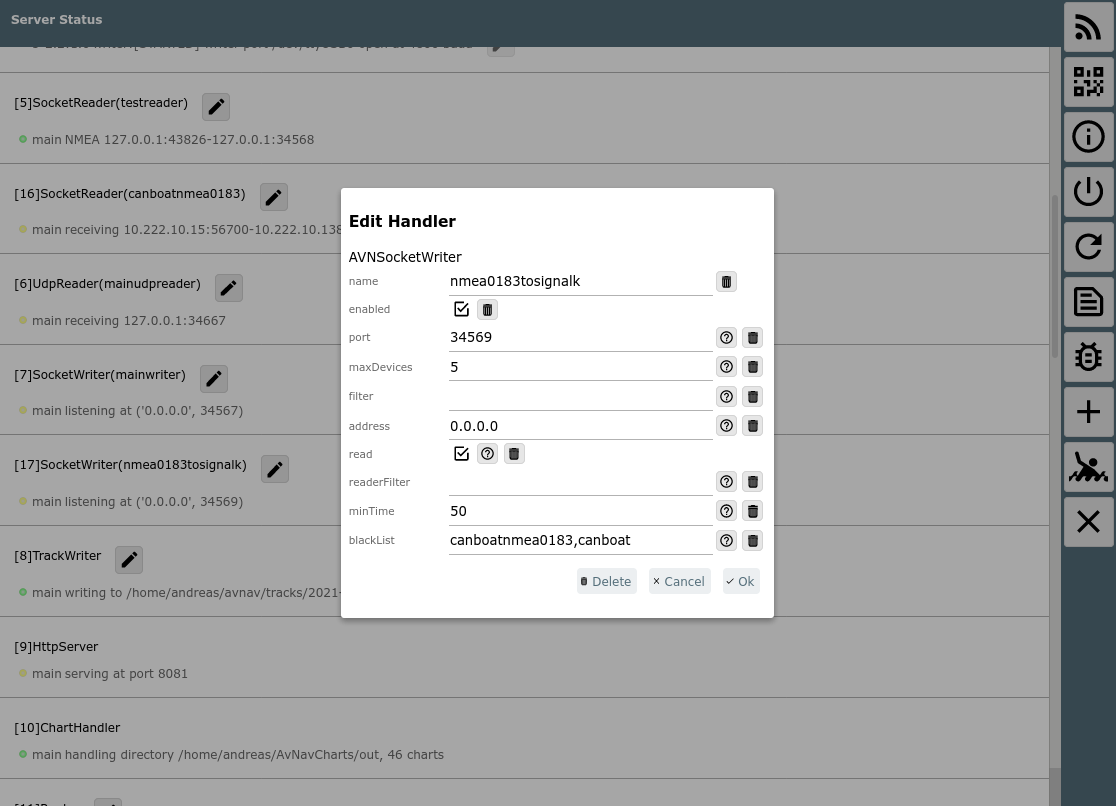 Server Status
[5]SocketReader(testreader)
main NMEA 127.0.0.1:43826-127.0.0.1:34568
[16]SocketReader(canboatnmea0183)
main receiving 10.222.10.15:56700-10.222.10.138
[6]UdpReader(mainudpreader)
main receiving 127.0.0.1:34667
[7]SocketWriter(mainwriter)
main listening at ('0.0.0.0', 34567)
[17]SocketWriter(nmea0183tosignalk)
main listening at ('0.0.0.0', 34569)
[8]TrackWriter
main writing to /home/andreas/avnav/tracks/2021-
[9]HttpServer
main serving at port 8081
[10]ChartHandler
main handling directory /home/andreas/AvNavCharts/out, 46 charts
Edit Handler
AVNSocketWriter
name nmea0183tosignalk
enabled
port 34569
maxDevices 5
filter
address 0.0.0.0
read
readerFilter
minTime 50
blackList canboatnmea0183,canboat
Delete Cancel Ok